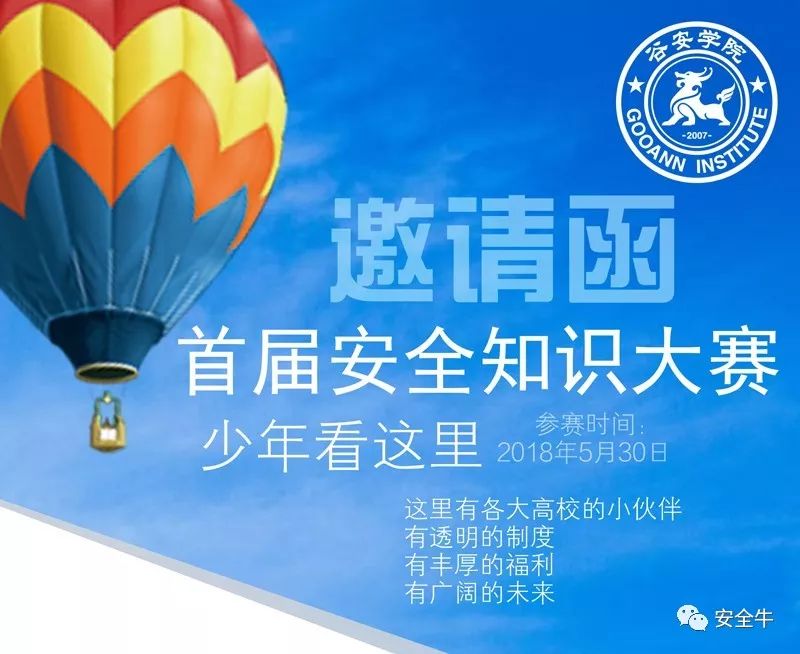 谷安学院
-2007-
GOOANN INSTITUTE
邀请函
首届安全知识大赛
少年看这里
参赛时间:
2018年5月30日
这里有各大高校的小伙伴
有透明的制度
有丰厚的福利
有广阔的未来
安全牛